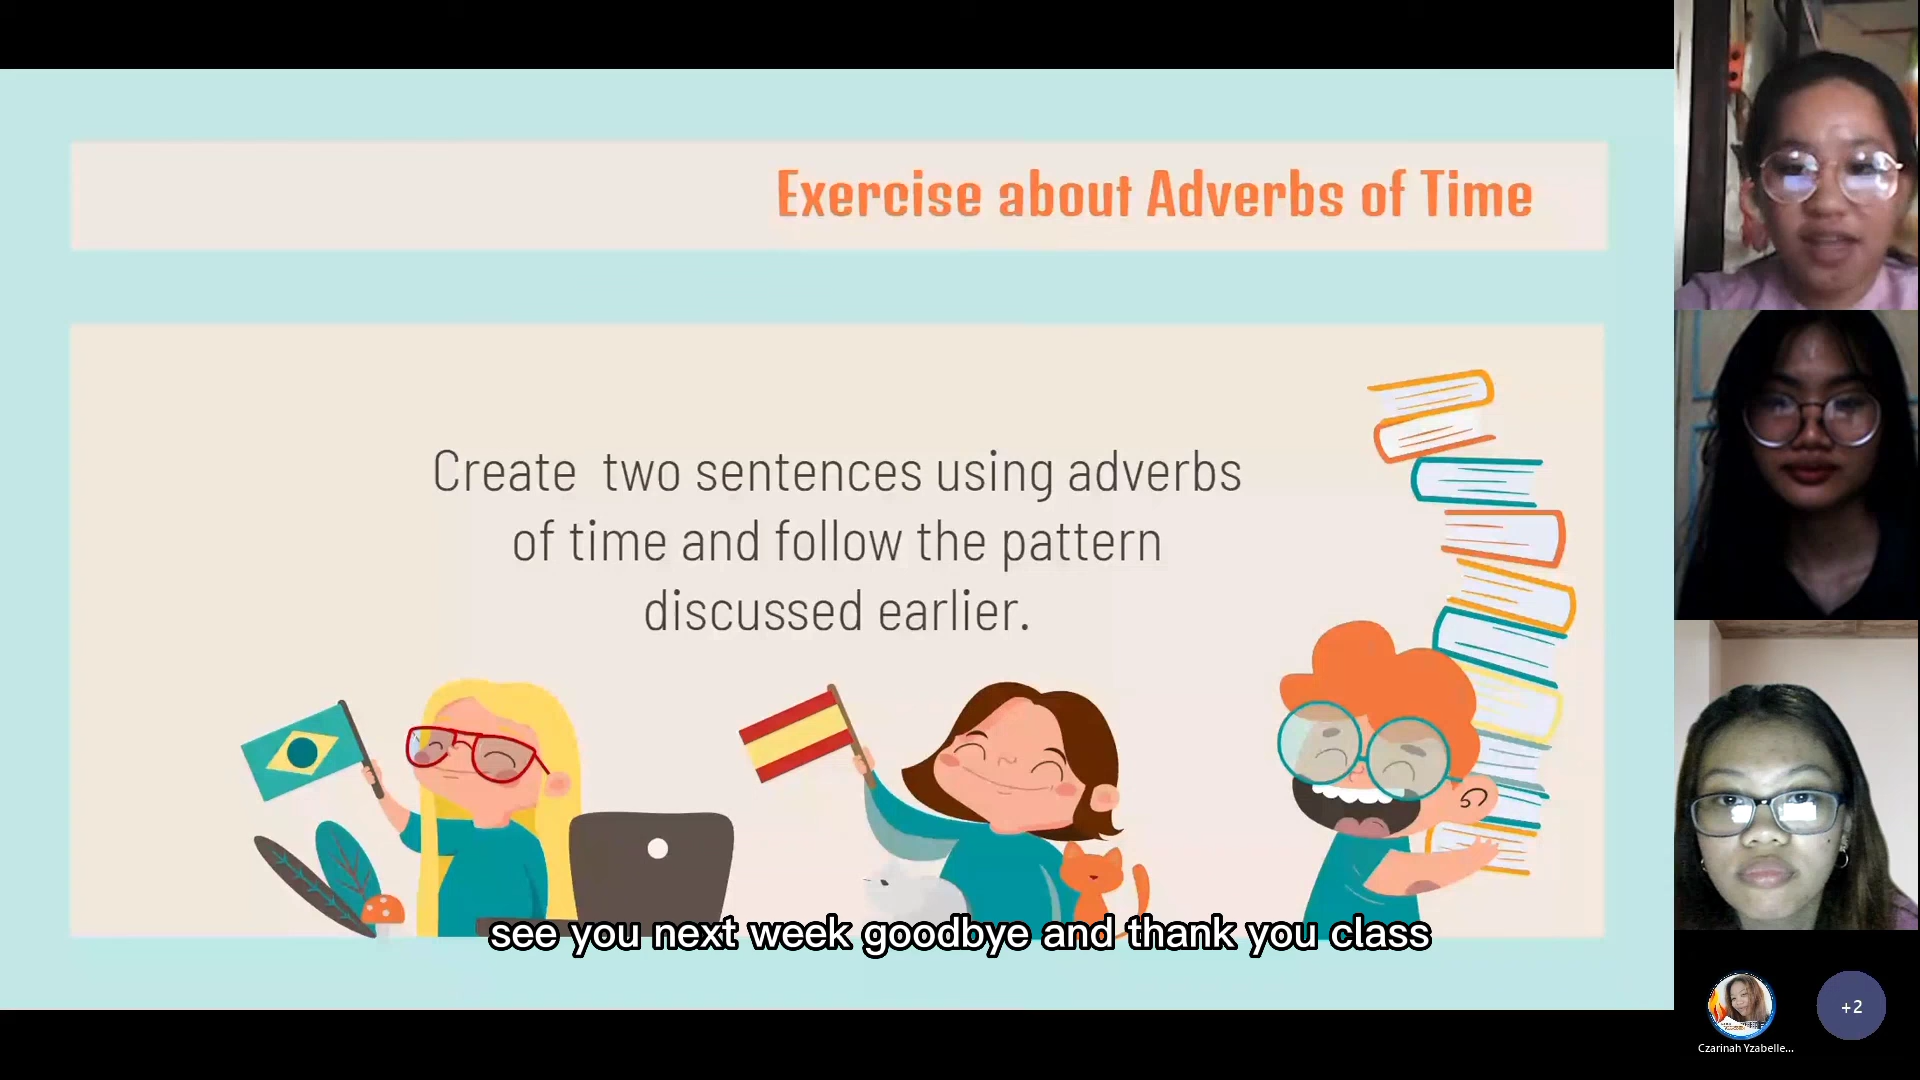 Exercise about Adverbs of Time
Create two sentences using adverbs
of time and follow the pattern
discussed earlier.
see you next week goodbye and thank you class
+2
Czarinah Yzabelle...